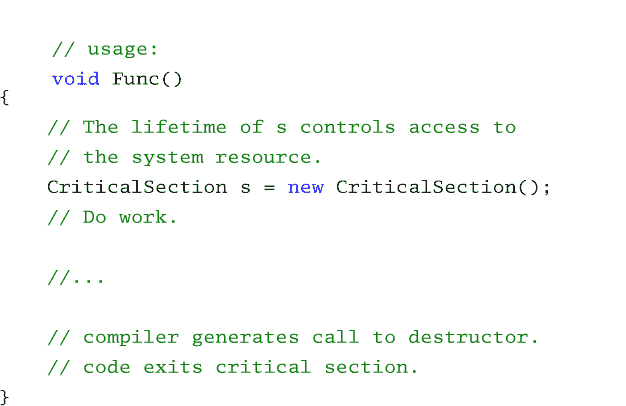 // usage:
void Func()
{
// The lifetime of s controls access to
// the system resource.
CriticalSection s = new CriticalSection();
// Do work.
//...
// compiler generates call to destructor.
// code exits critical section.
}